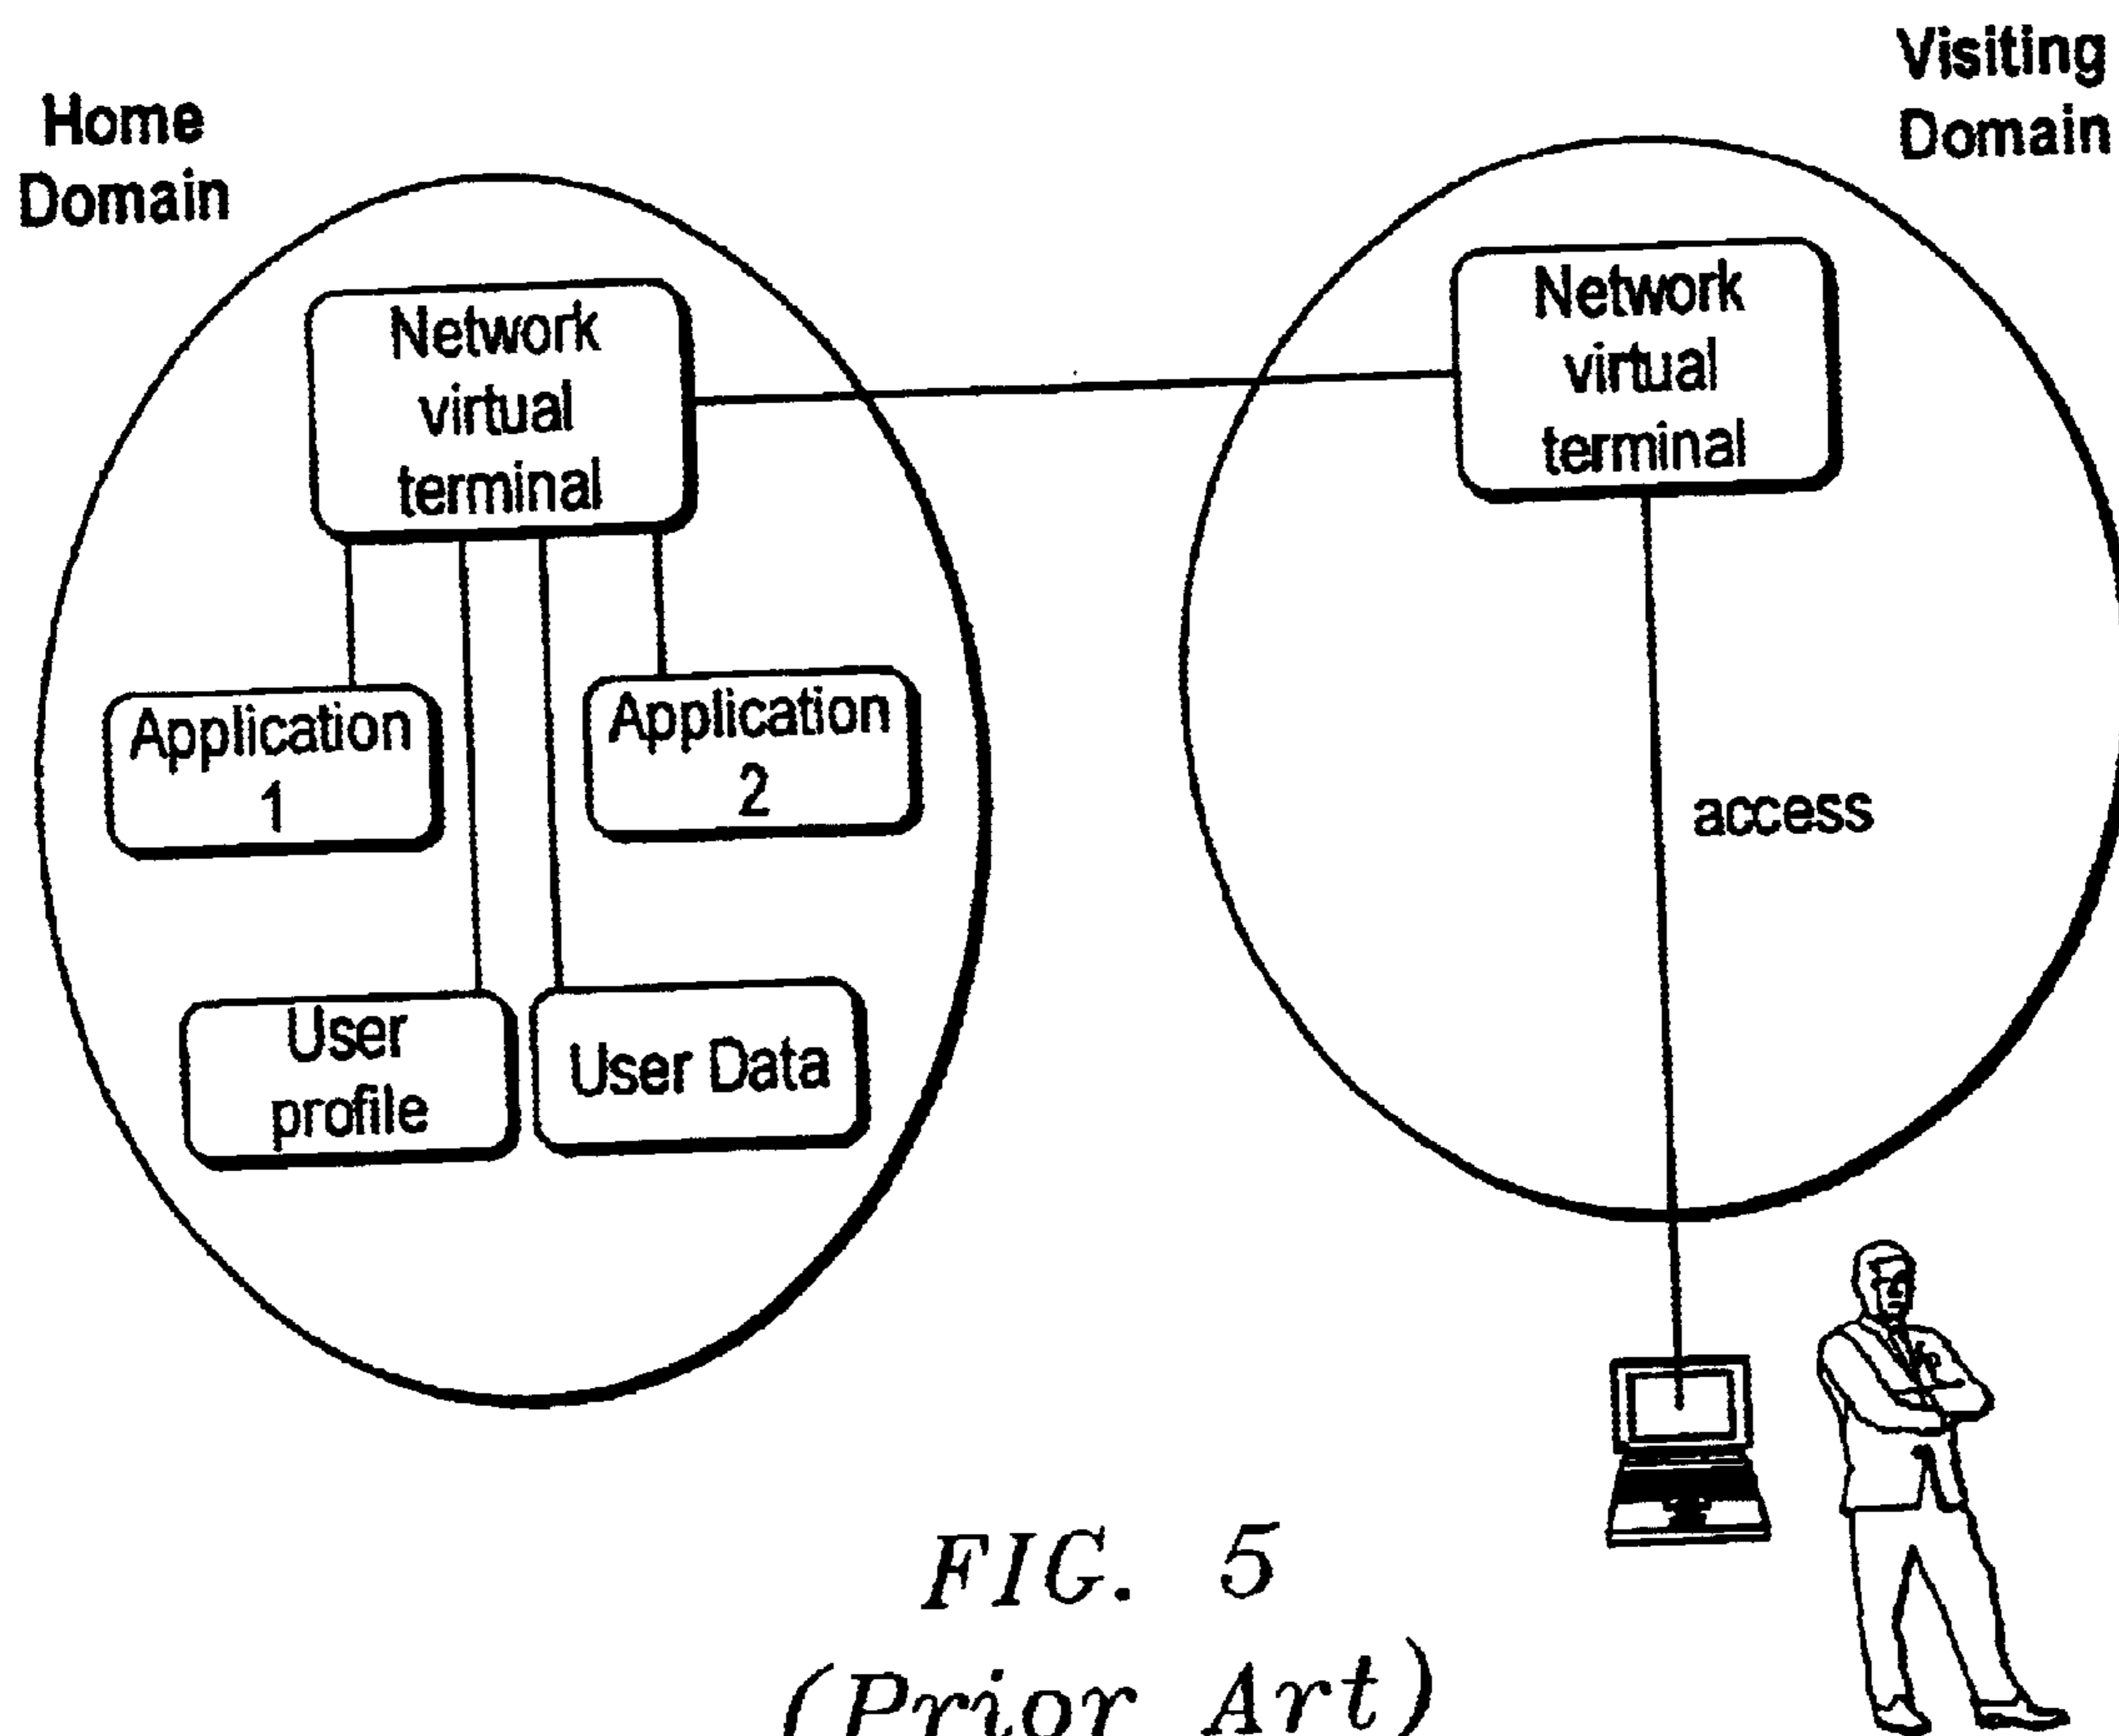 Visiting
Domain
Home
Domain
Network
virtual
terminal
Network
virtual
terminal
Application
1
Application
2
access
User
profile
User Data
FIG. 5
(Prior Art)